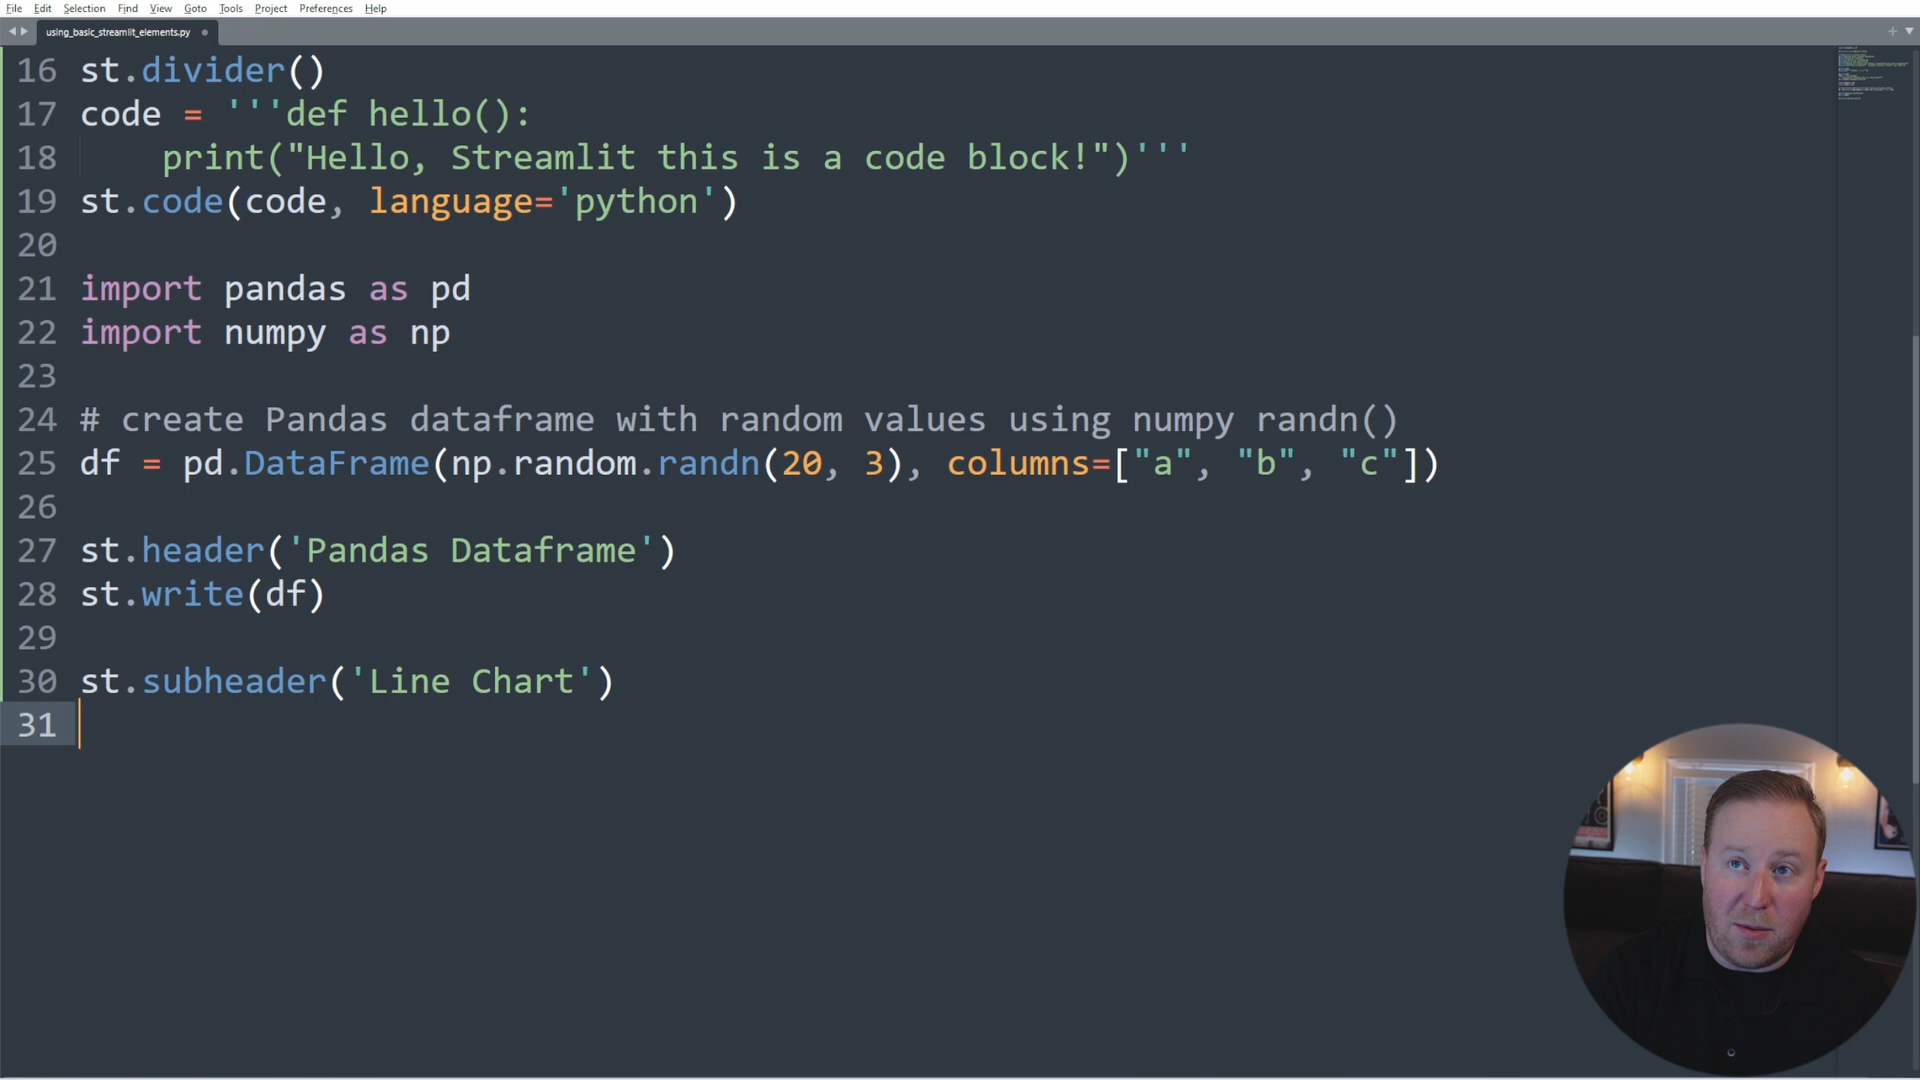 File Edit Selection Find View Goto Tools Project Preferences Help
using_basic_streamlit_elements.py
16 st.divider()
17 code = '''def hello():
18     print("Hello, Streamlit this is a code block!")'''
19 st.code(code, language='python')
20
21 import pandas as pd
22 import numpy as np
23
24 # create Pandas dataframe with random values using numpy randn()
25 df = pd.DataFrame(np.random.randn(20, 3), columns=["a", "b", "c"])
26
27 st.header('Pandas Dataframe')
28 st.write(df)
29
30 st.subheader('Line Chart')
31